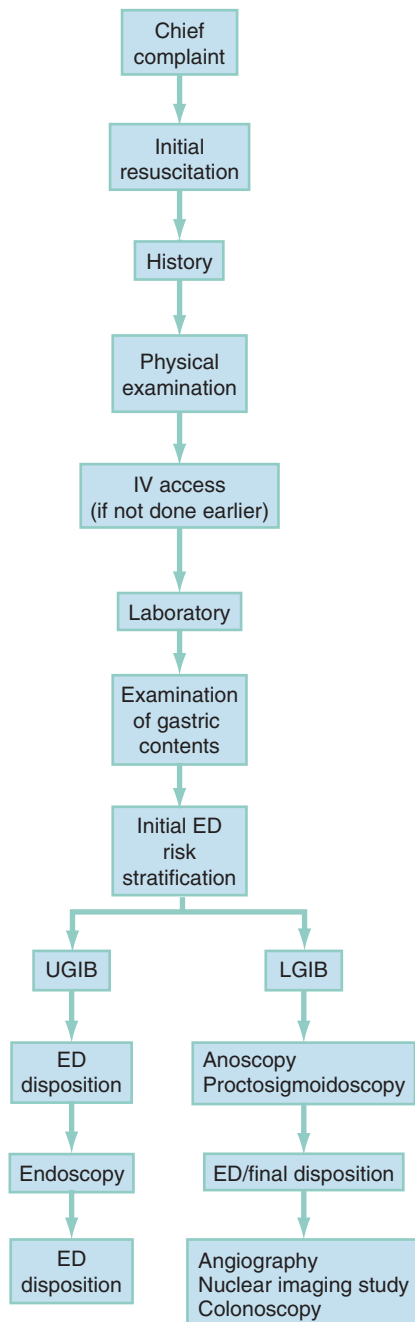 Chief
complaint
Initial
resuscitation
History
Physical
examination
IV access
(if not done earlier)
Laboratory
Examination
of gastric
contents
Initial ED
risk
stratification
UGIB
ED
disposition
Endoscopy
ED
disposition
LGIB
Anoscopy
Proctosigmoidoscopy
ED/final disposition
Angiography
Nuclear imaging study
Colonoscopy